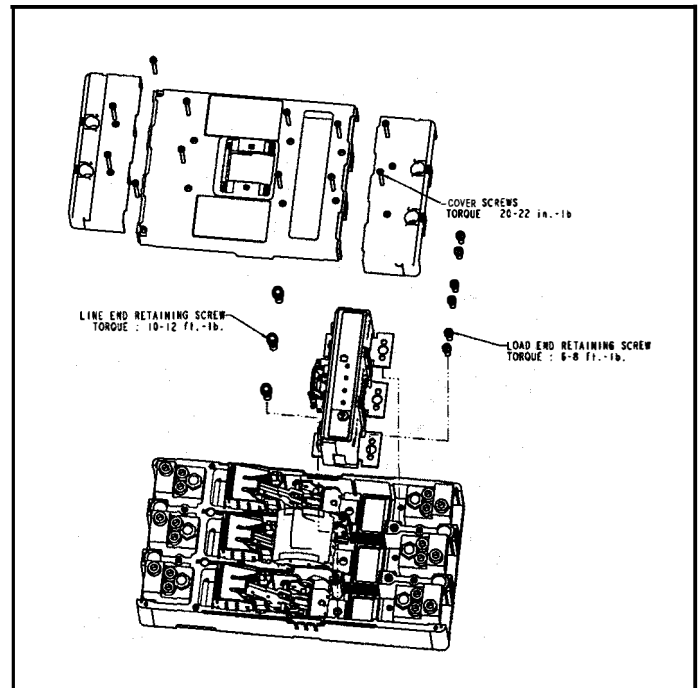 COVER SCREWS
TORQUE 20-22 in.-lb
LINE END RETAINING SCREW
TORQUE : 10-12 ft.-lb.
LOAD END RETAINING SCREW
TORQUE : 6-8 ft.-lb.